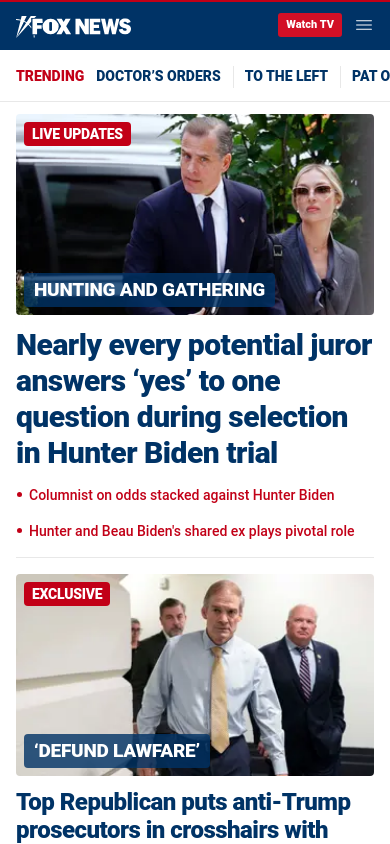 FOX NEWS
Watch TV
TRENDING DOCTOR’S ORDERS TO THE LEFT PAT O
LIVE UPDATES
HUNTING AND GATHERING
Nearly every potential juror
answers ‘yes’ to one
question during selection
in Hunter Biden trial
• Columnist on odds stacked against Hunter Biden
• Hunter and Beau Biden's shared ex plays pivotal role
EXCLUSIVE
‘DEFUND LAWFARE’
Top Republican puts anti-Trump
prosecutors in crosshairs with